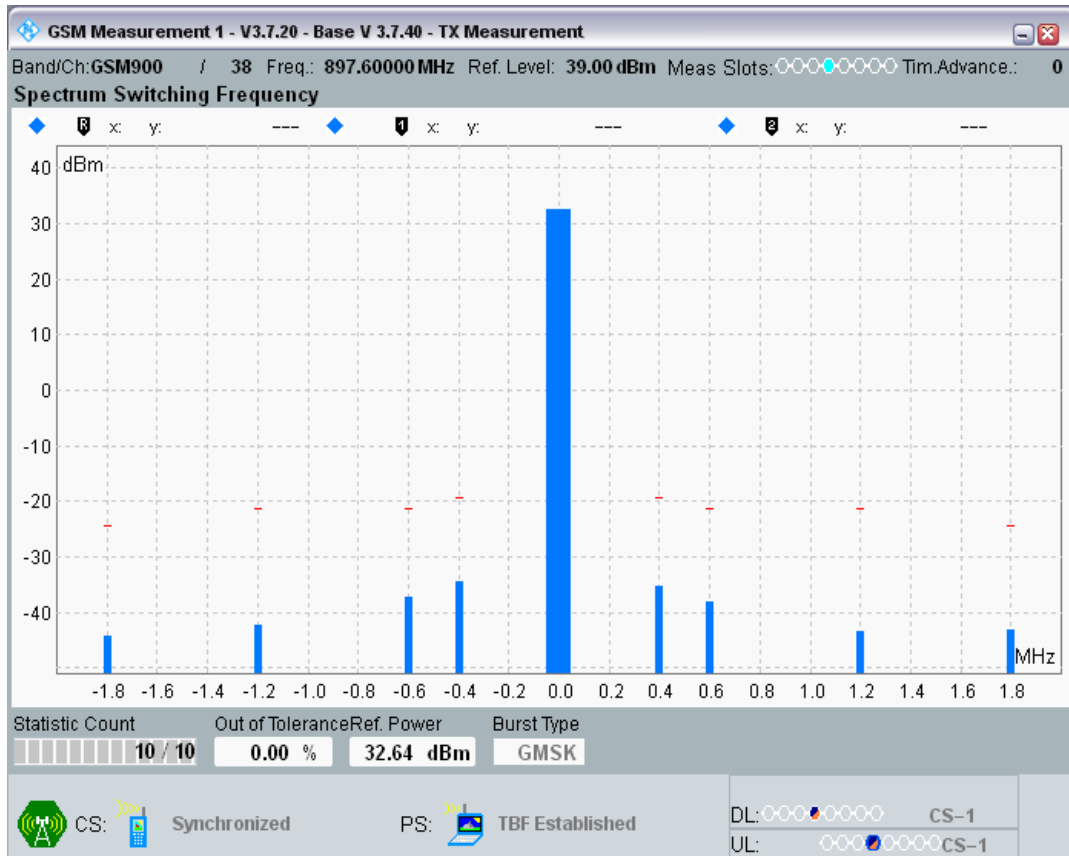 GSM Measurement 1 - V3.7.20 - Base V 3.7.40 - TX Measurement
Band/Ch:GSM900 / 38 Freq.: 897.60000 MHz Ref. Level: 39.00 dBm Meas Slots: Tim.Advance.: 0
Spectrum Switching Frequency
R x: y: --- 1 x: y: --- 2 x: y: ---
dBm
40
30
20
10
0
-10
-20
-30
-40
MHz
-1.8 -1.6 -1.4 -1.2 -1.0 -0.8 -0.6 -0.4 -0.2 0.0 0.2 0.4 0.6 0.8 1.0 1.2 1.4 1.6 1.8
Statistic Count Out of Tolerance Ref. Power Burst Type
10 / 10 0.00 % 32.64 dBm GMSK
CS: Synchronized PS: TBF Established DL: CS-1
UL: CS-1